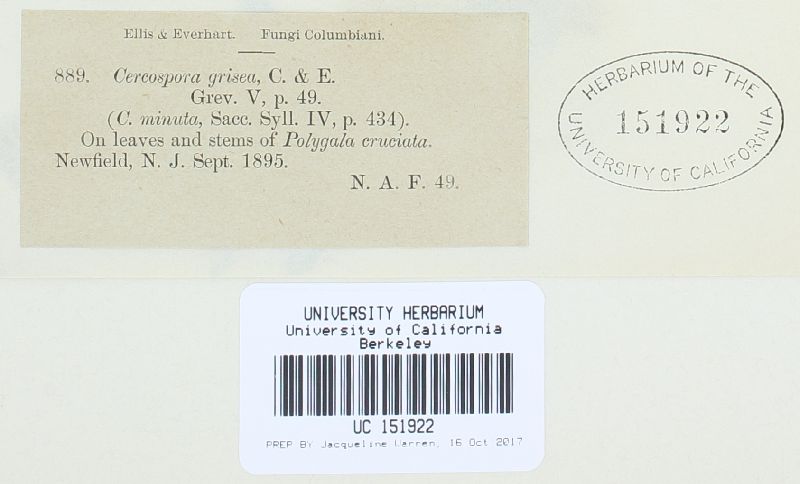 Ellis & Everhart. Fungi Columbiani.
889. Cercospora grisea, C. & E.
Grev. V, p. 49.
(C. minuta, Sacc. Syll. IV, p. 434).
On leaves and stems of Polygala cruciata.
Newfield, N. J. Sept. 1895.
N. A. F. 49.
HERBARIUM OF THE
151922
UNIVERSITY OF CALIFORNIA
UNIVERSITY HERBARIUM
University of California
Berkeley
UC 151922
PREP BY Jacqueline Warren, 16 Oct 2017